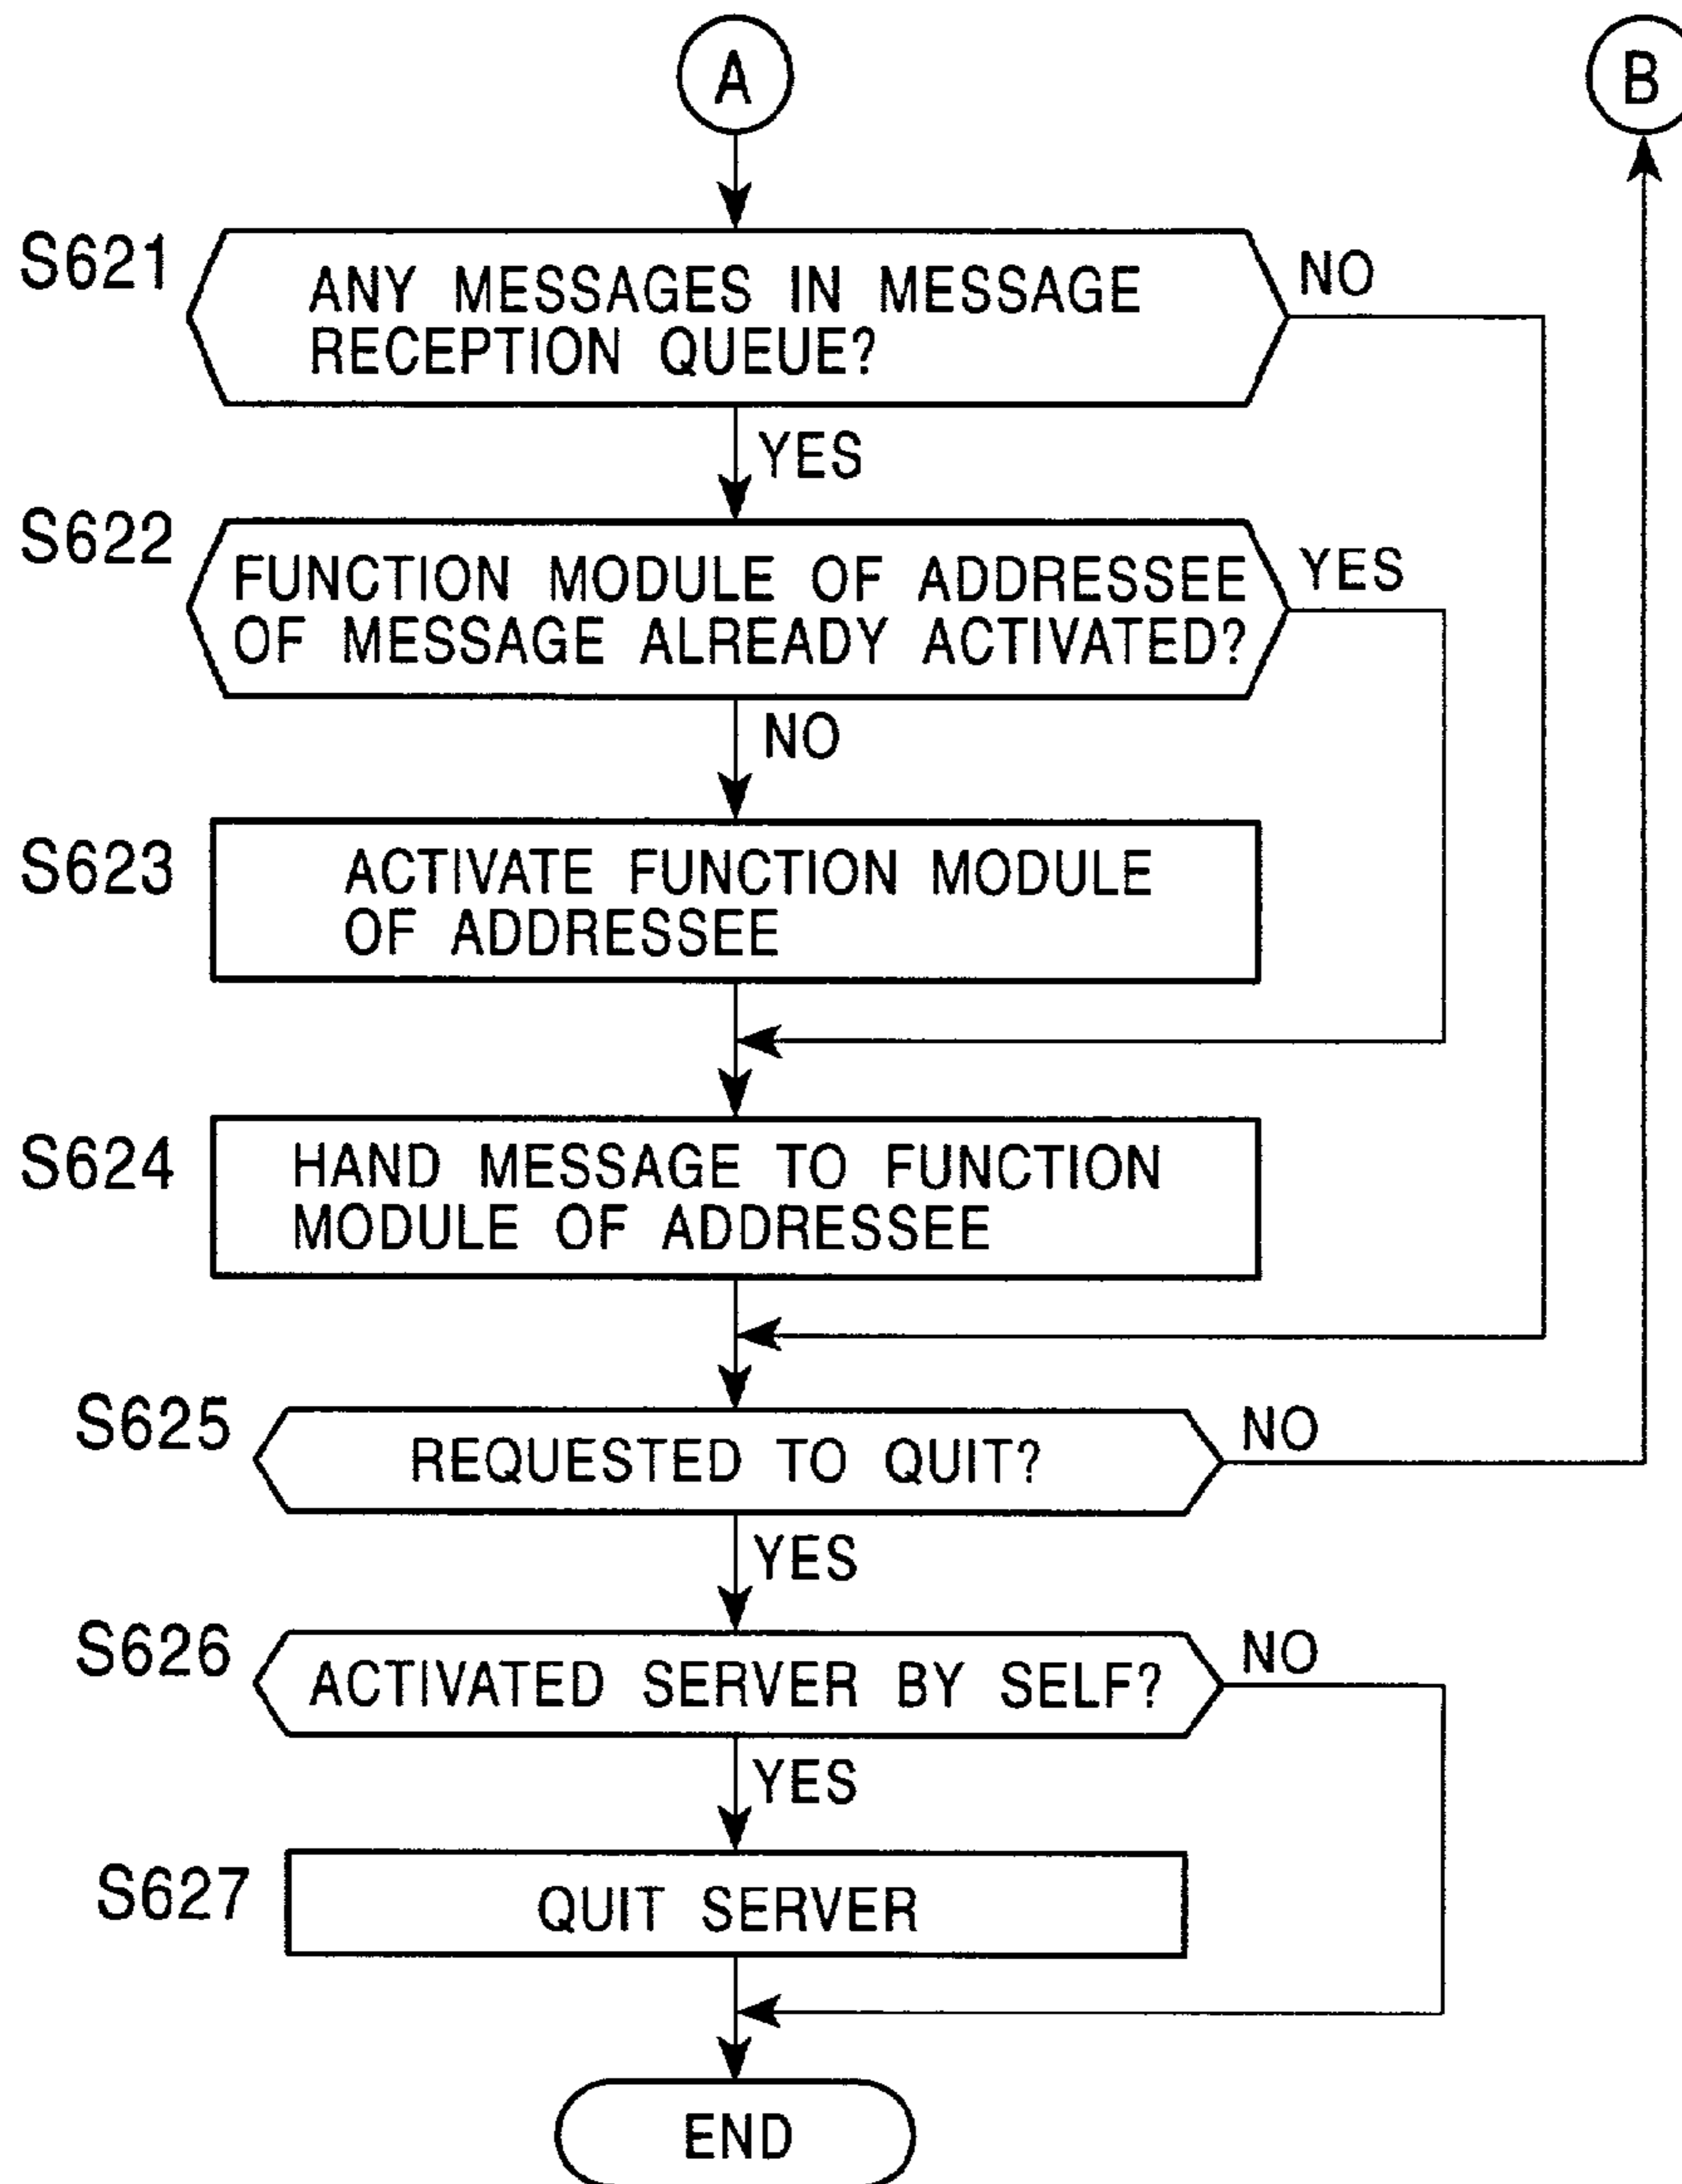 A
B
S621
ANY MESSAGES IN MESSAGE
RECEPTION QUEUE?
NO
YES
S622
FUNCTION MODULE OF ADDRESSEE
OF MESSAGE ALREADY ACTIVATED?
YES
NO
S623
ACTIVATE FUNCTION MODULE
OF ADDRESSEE
S624
HAND MESSAGE TO FUNCTION
MODULE OF ADDRESSEE
S625
REQUESTED TO QUIT?
NO
YES
S626
ACTIVATED SERVER BY SELF?
NO
YES
S627
QUIT SERVER
END